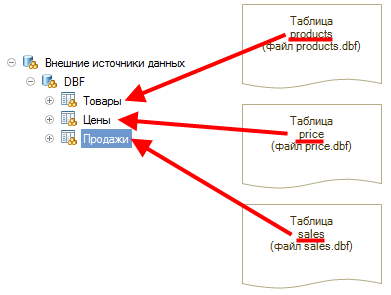 Внешние источники данных
DBF
Товары
Цены
Продажи
Таблица
products
(Файл products.dbf)
Таблица
price
(Файл price.dbf)
Таблица
sales
(Файл sales.dbf)